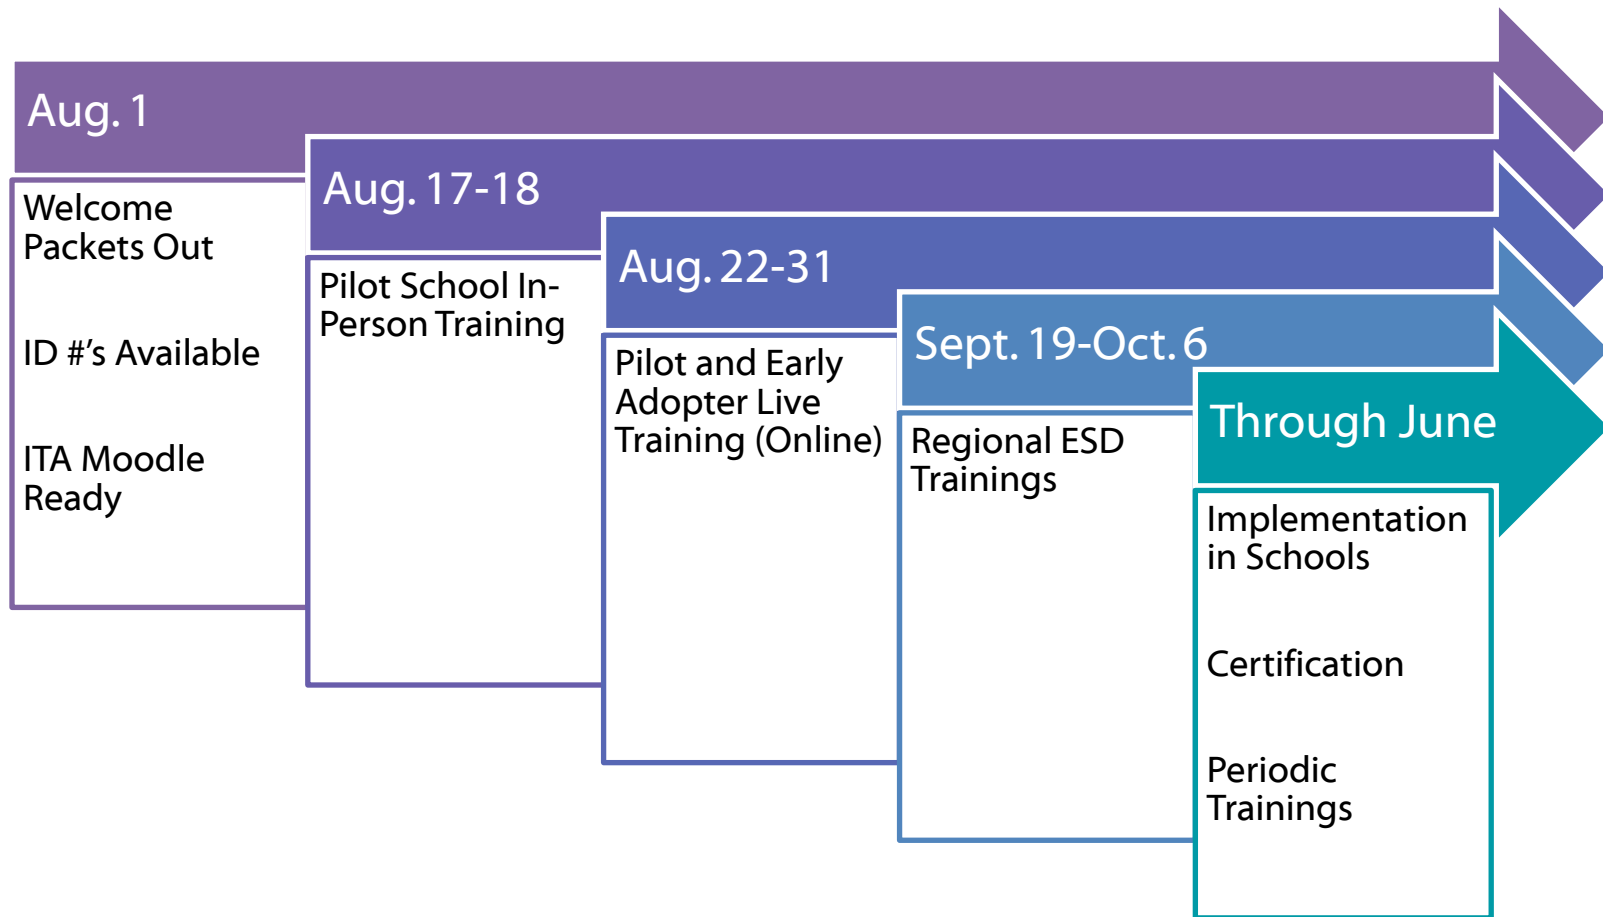 Aug. 1
Welcome
Packets Out
ID #'s Available
ITA Moodle
Ready
Aug. 17-18
Pilot School In-
Person Training
Aug. 22-31
Pilot and Early
Adopter Live
Training (Online)
Sept. 19-Oct. 6
Regional ESD
Trainings
Through June
Implementation
in Schools
Certification
Periodic
Trainings